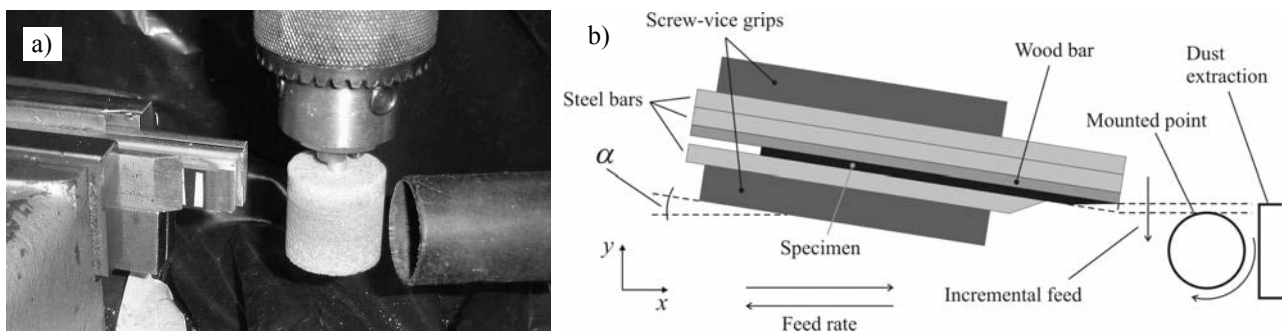 a)
b)
Screw-vice grips
Wood bar
Dust
extraction
Steel bars
Mounted point
α
Specimen
y
x
Incremental feed
Feed rate